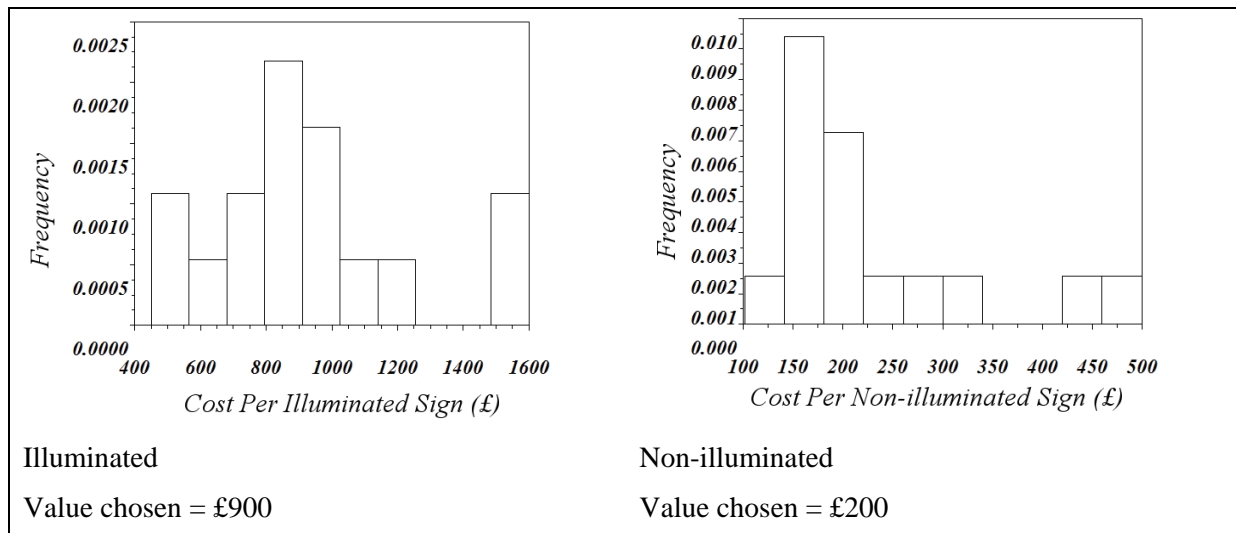 0.0025
0.0020
0.0015
0.0010
0.0005
0.0000
Frequency
400 600 800 1000 1200 1400 1600
Cost Per Illuminated Sign (£)
0.010
0.009
0.008
0.007
0.006
0.005
0.004
0.003
0.002
0.001
0.000
Frequency
100 150 200 250 300 350 400 450 500
Cost Per Non-illuminated Sign (£)
Illuminated
Value chosen = £900
Non-illuminated
Value chosen = £200